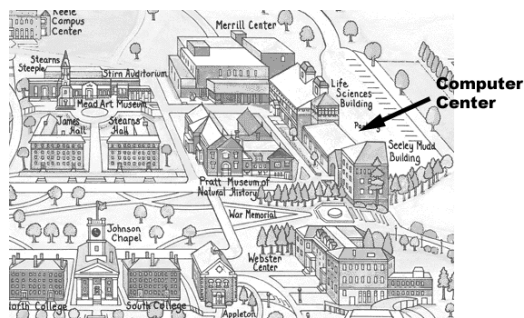 Keele
Campus
Center
Merrill Center
Stearns
Steeple
Stirn Auditorium
Mead Art Museum
Life
Sciences
Building
Computer
Center
James
Hall
Stearns
Hall
Seeley Mudd
Building
Pratt Museum of
Natural History
War Memorial
Johnson
Chapel
Webster
Center
North College
South College
Appleton